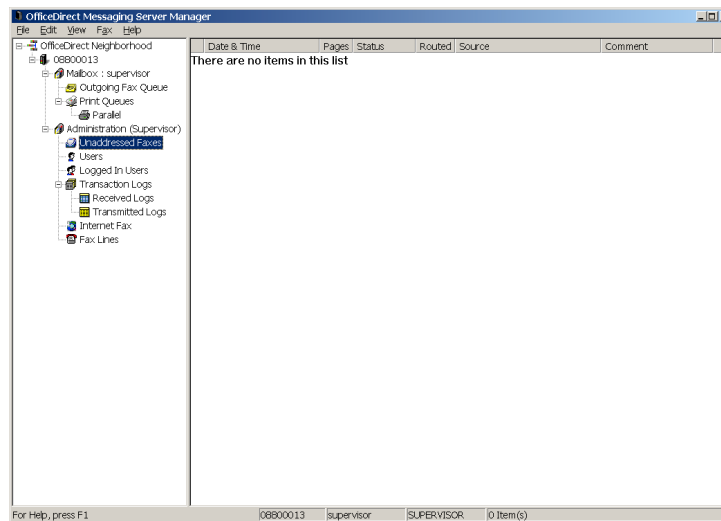 OfficeDirect Messaging Server Manager
File Edit View Fax Help
OfficeDirect Neighborhood
08800013
Mailbox : supervisor
Outgoing Fax Queue
Print Queues
Parallel
Administration (Supervisor)
Unaddressed Faxes
Users
Logged In Users
Transaction Logs
Received Logs
Transmitted Logs
Internet Fax
Fax Lines
Date & Time Pages Status Routed Source Comment
There are no items in this list
For Help, press F1 08800013 supervisor SUPERVISOR 0 Item(s)